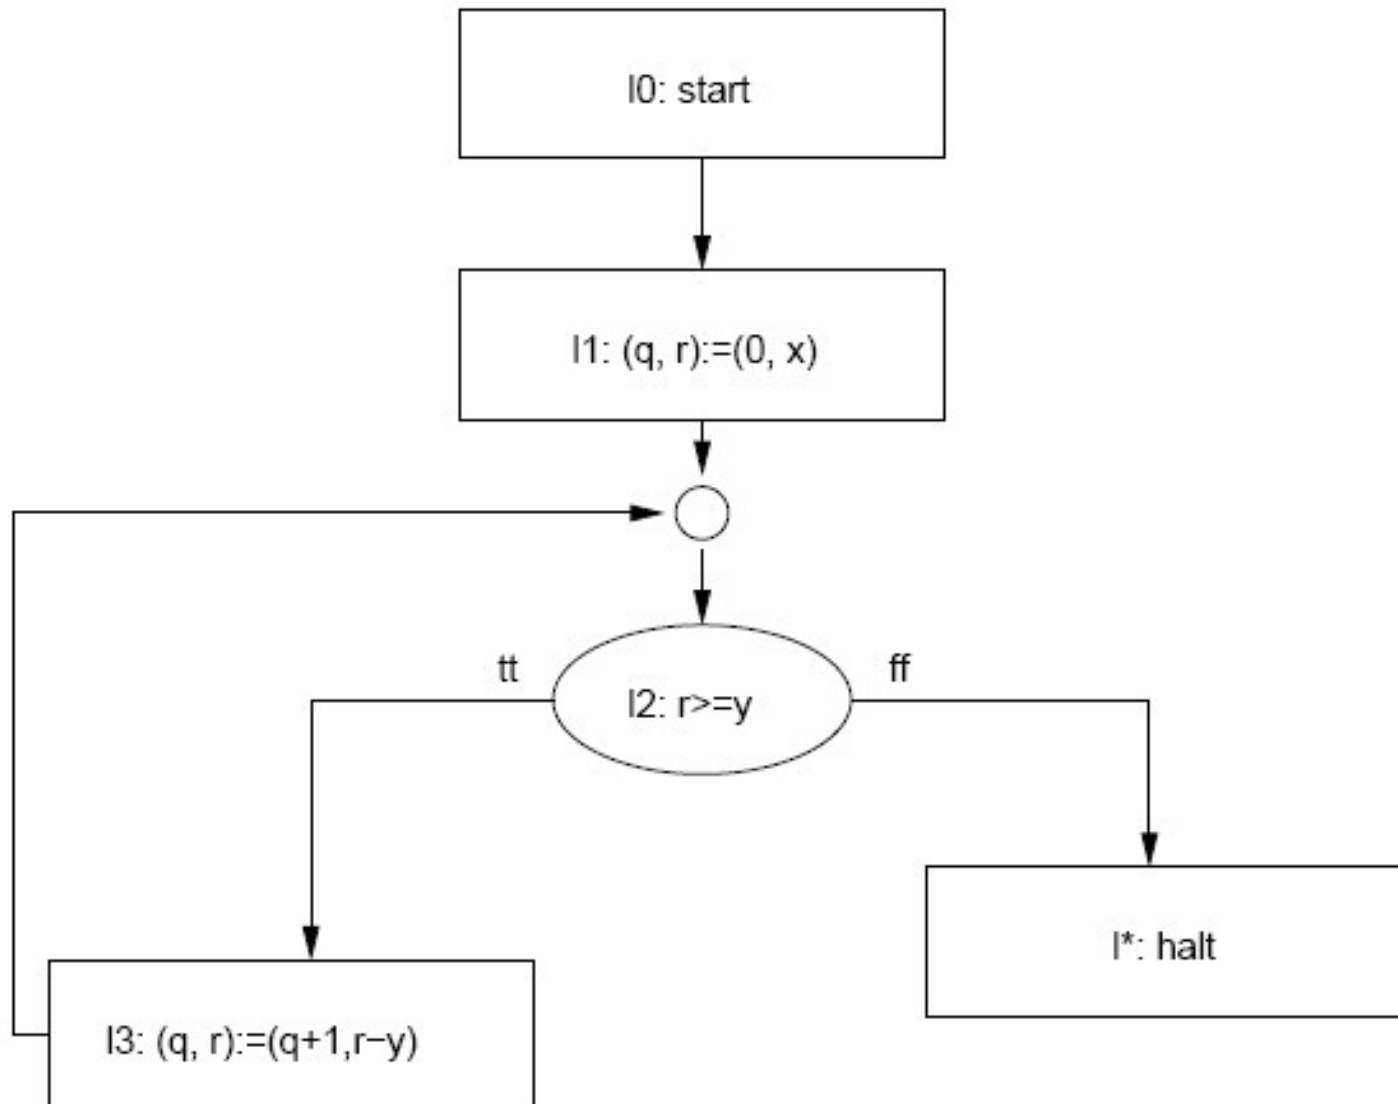 l0: start
l1: (q, r):=(0, x)
tt
ff
l2: r>=y
l*: halt
l3: (q, r):=(q+1,r−y)